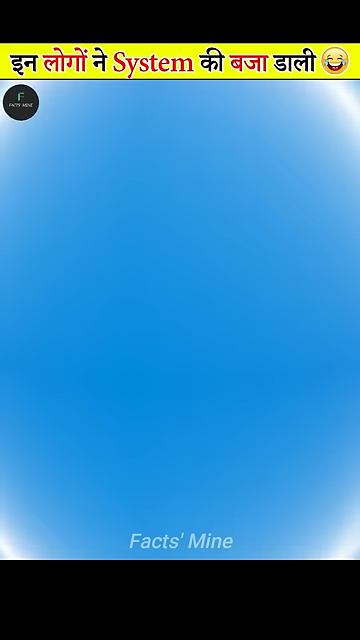 इन लोगों ने System की बजा डाली 😂
F
FACTS' MINE
Facts' Mine